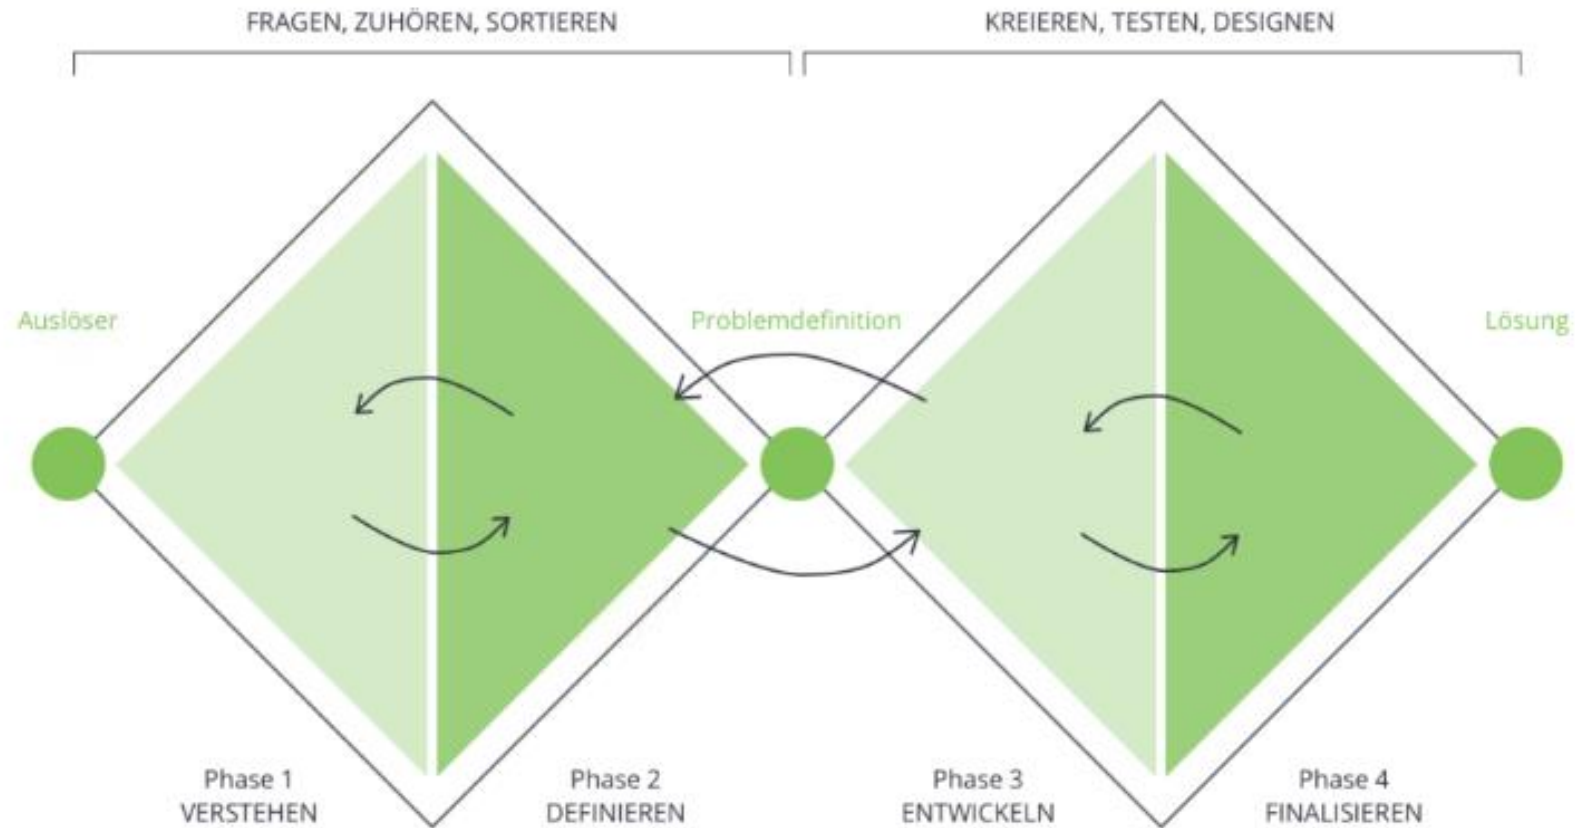 FRAGEN, ZUHÖREN, SORTIEREN
KREIEREN, TESTEN, DESIGNEN
Auslöser
Problemdefinition
Lösung
Phase 1
VERSTEHEN
Phase 2
DEFINIEREN
Phase 3
ENTWICKELN
Phase 4
FINALISIEREN